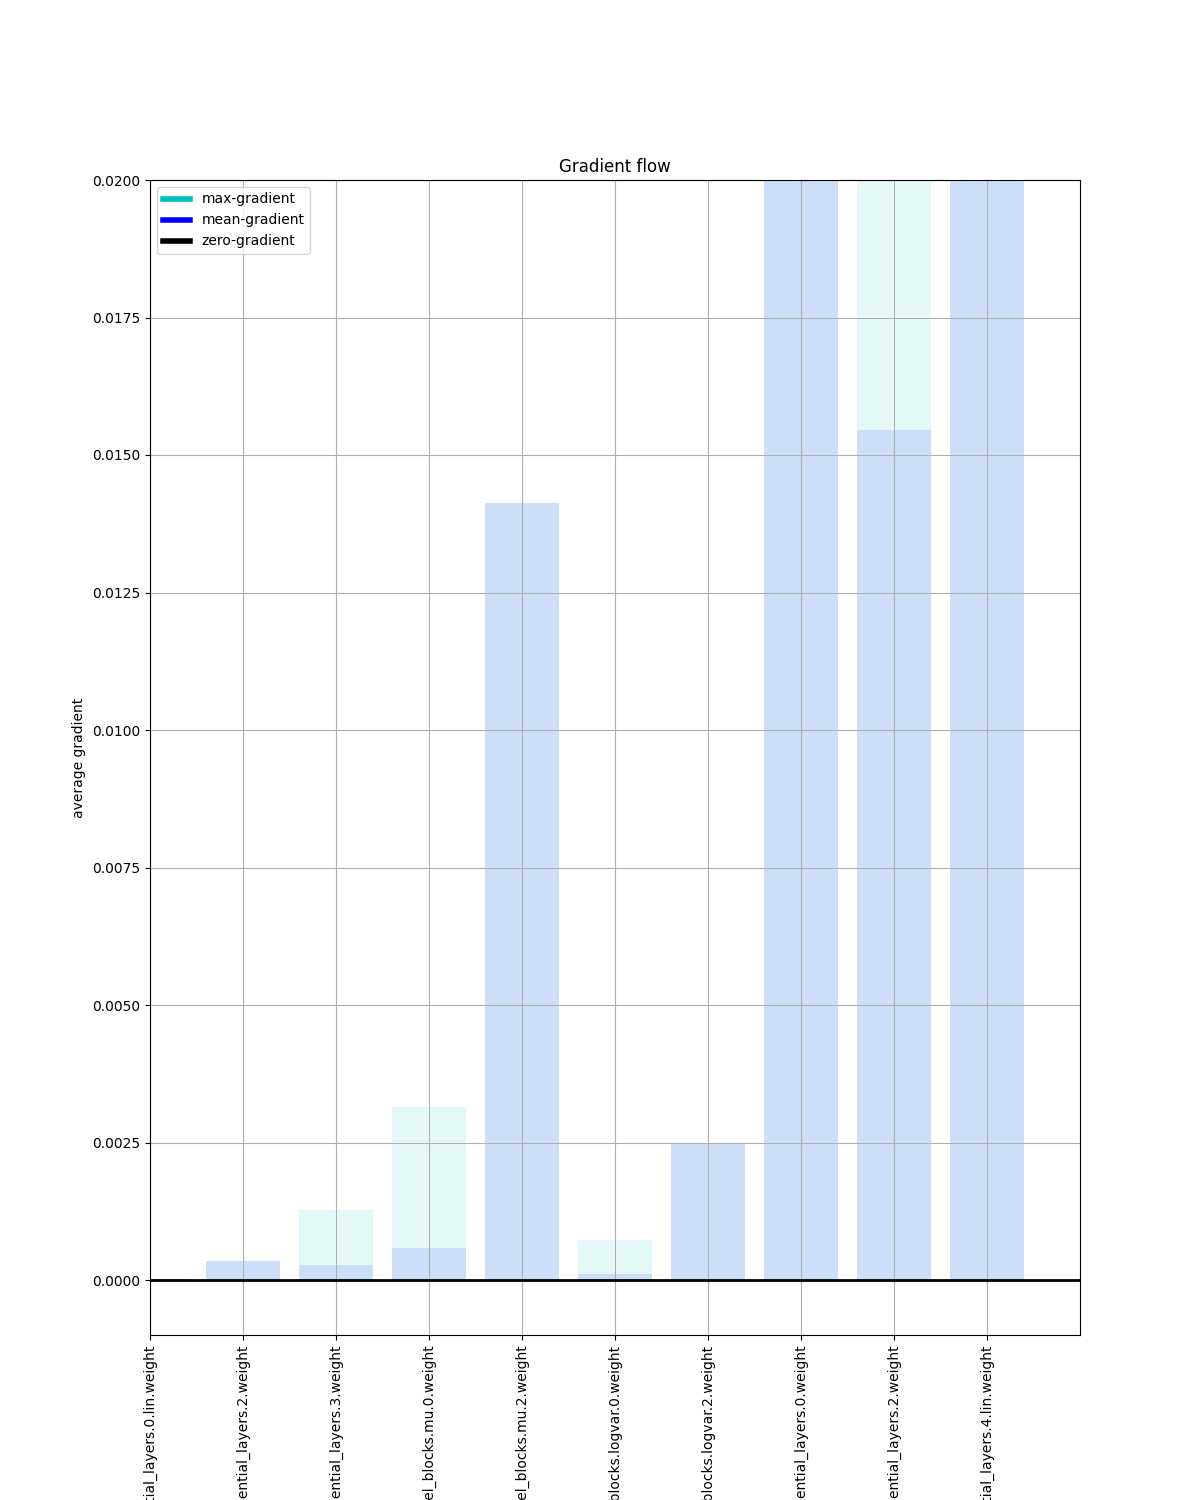 Gradient flow
max-gradient
mean-gradient
zero-gradient
0.0200
0.0175
0.0150
0.0125
0.0100
0.0075
0.0050
0.0025
0.0000
average gradient
tial_layers.0.lin.weight
ential_layers.2.weight
ential_layers.3.weight
el_blocks.mu.0.weight
el_blocks.mu.2.weight
blocks.logvar.0.weight
blocks.logvar.2.weight
ential_layers.0.weight
ential_layers.2.weight
tial_layers.4.lin.weight